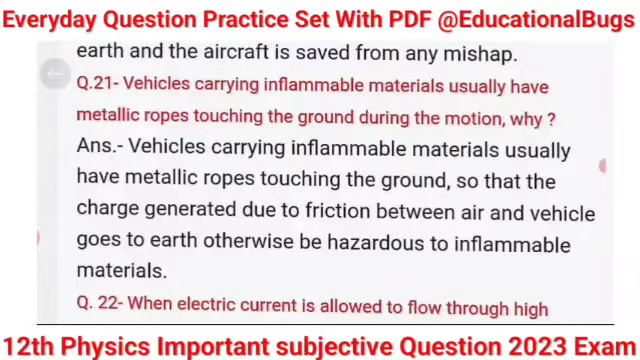 Everyday Question Practice Set With PDF @EducationalBugs
earth and the aircraft is saved from any mishap.
Q.21- Vehicles carrying inflammable materials usually have
metallic ropes touching the ground during the motion, why ?
Ans.- Vehicles carrying inflammable materials usually
have metallic ropes touching the ground, so that the
charge generated due to friction between air and vehicle
goes to earth otherwise be hazardous to inflammable
materials.
Q. 22- When electric current is allowed to flow through high
12th Physics Important subjective Question 2023 Exam